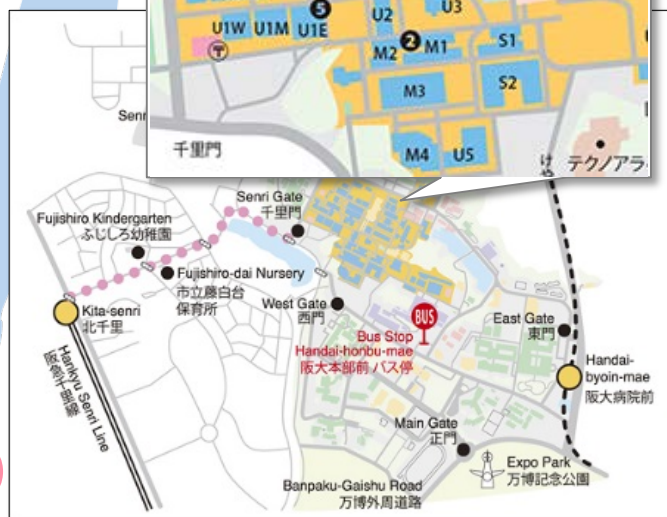 5
U2
U3
U1W
U1M
U1E
〒
2
M2
M1
S1
M3
S2
M4
U5
千里門
テクノアラ
けや
Senri Gate
千里門
Fujishiro Kindergarten
ふじしろ幼稚園
Fujishiro-dai Nursery
市立藤白台
保育所
Kita-senri
北千里
Hankyu Senri Line
阪急千里線
West Gate
西門
BUS
Bus Stop
Handai-honbu-mae
阪大本部前 バス停
East Gate
東門
Handai-
byoin-mae
阪大病院前
Main Gate
正門
Expo Park
万博記念公園
Banpaku-Gaishu Road
万博外周道路